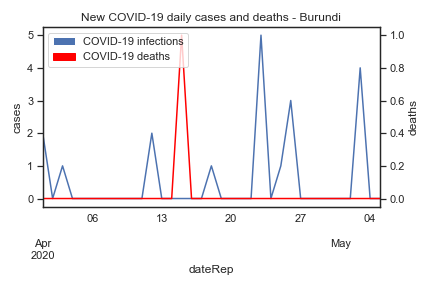 New COVID-19 daily cases and deaths - Burundi
COVID-19 infections
COVID-19 deaths
cases
5
4
3
2
1
0
deaths
1.0
0.8
0.6
0.4
0.2
0.0
06 13 20 27 04
Apr May
2020
dateRep